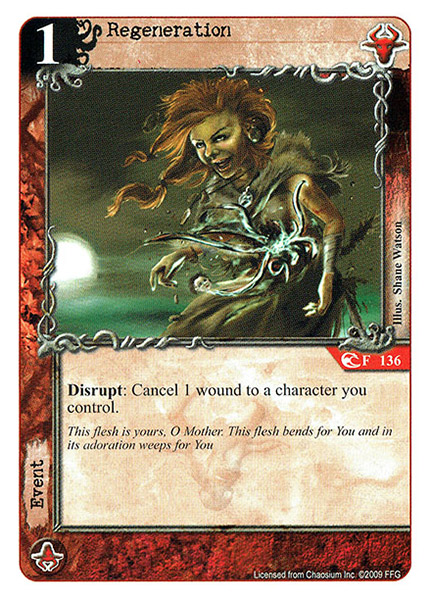 1
Regeneration
Illus. Shane Watson
F 136
Disrupt: Cancel 1 wound to a character you
control.
This flesh is yours, O Mother. This flesh bends for You and in
its adoration weeps for You
Event
Licensed from Chaosium Inc. ©2009 FFG